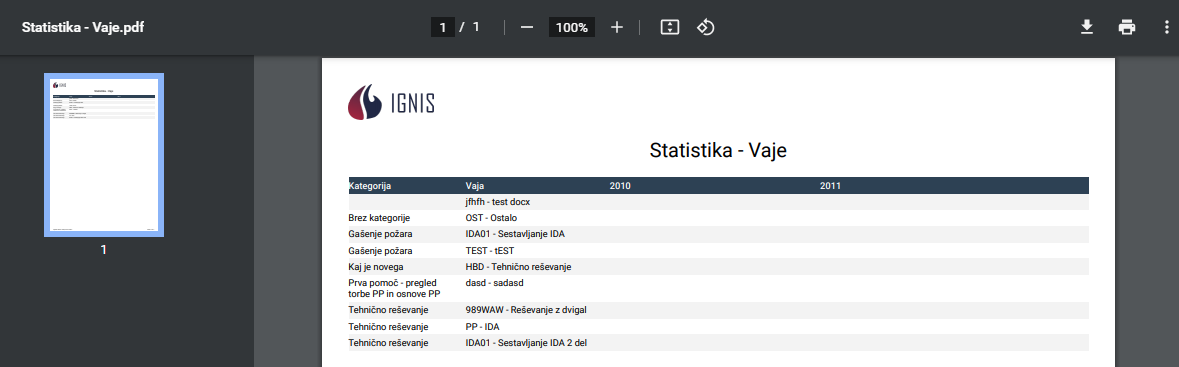 Statistika - Vaje.pdf
1 / 1
100%
1
IGNIS
Statistika - Vaje
Kategorija Vaja 2010 2011
jfhfh - test docx
Brez kategorije OST - Ostalo
Gašenje požara IDA01 - Sestavljanje IDA
Gašenje požara TEST - tEST
Kaj je novega HBD - Tehnično reševanje
Prva pomoč - pregled dasd - sadasd
torbe PP in osnove PP
Tehnično reševanje 989WAW - Reševanje z dvigal
Tehnično reševanje PP - IDA
Tehnično reševanje IDA01 - Sestavljanje IDA 2 del